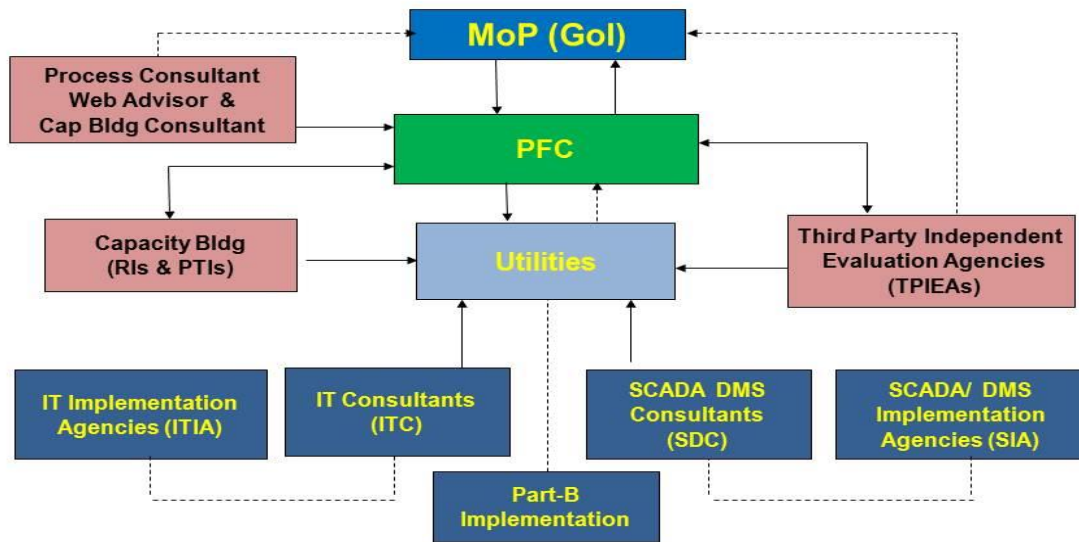 MoP (GoI)
Process Consultant
Web Advisor &
Cap Bldg Consultant
PFC
Capacity Bldg
(RIs & PTIs)
Utilities
Third Party Independent
Evaluation Agencies
(TPIEAs)
IT Implementation
Agencies (ITIA)
IT Consultants
(ITC)
SCADA DMS
Consultants
(SDC)
SCADA/ DMS
Implementation
Agencies (SIA)
Part-B
Implementation